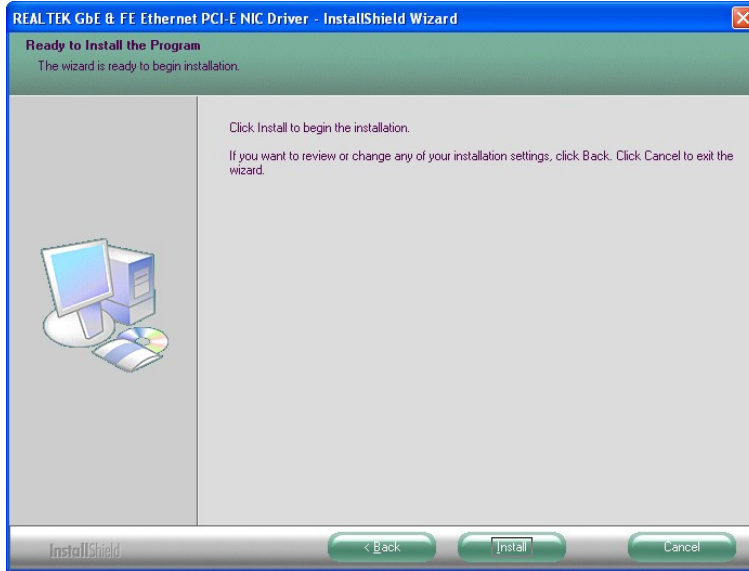 REALTEK GbE & FE Ethernet PCI-E NIC Driver - InstallShield Wizard
Ready to Install the Program
The wizard is ready to begin installation.
Click Install to begin the installation.
If you want to review or change any of your installation settings, click Back. Click Cancel to exit the
wizard.
InstallShield
< Back
Install
Cancel